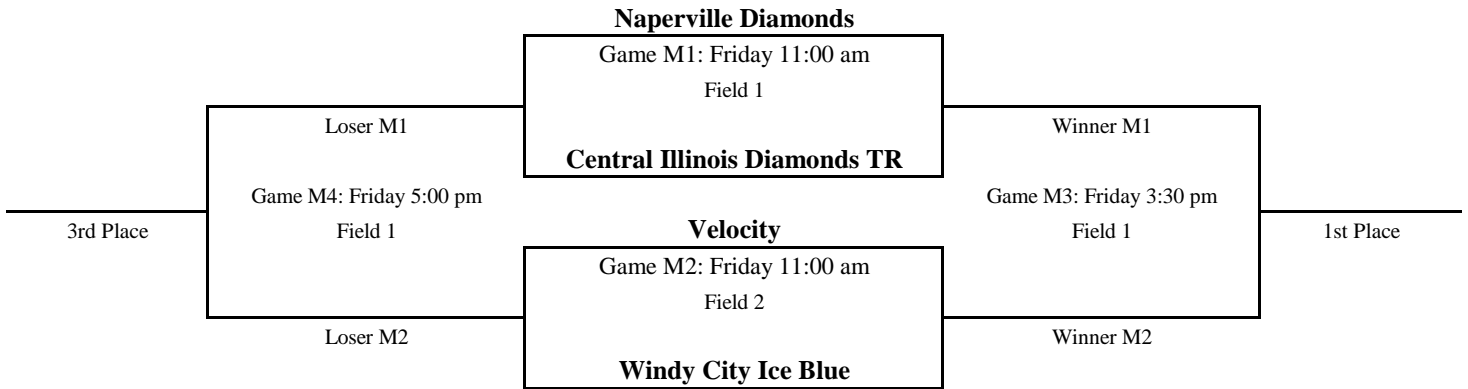 Naperville Diamonds
Game M1: Friday 11:00 am
Field 1
Loser M1
Winner M1
Central Illinois Diamonds TR
Game M4: Friday 5:00 pm
Field 1
3rd Place
Game M3: Friday 3:30 pm
Field 1
1st Place
Velocity
Game M2: Friday 11:00 am
Field 2
Loser M2
Winner M2
Windy City Ice Blue